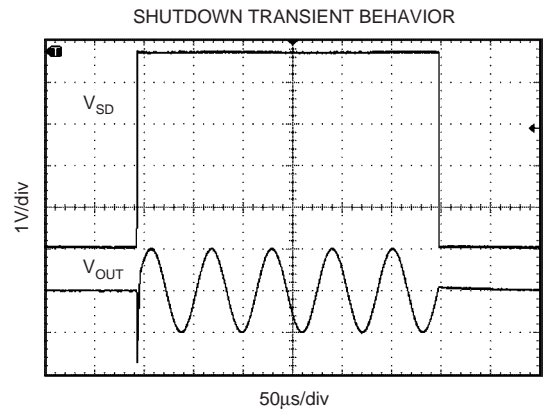 SHUTDOWN TRANSIENT BEHAVIOR
T
V_SD
1V/div
V_OUT
50µs/div